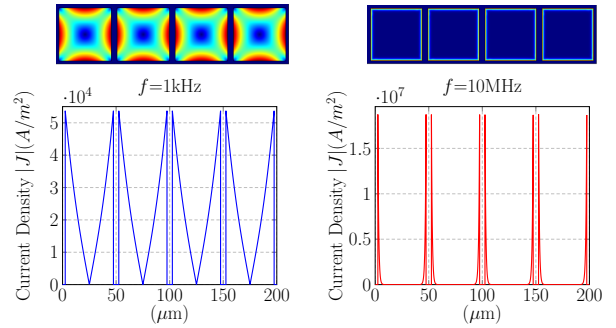 f=1kHz
·10⁴
Current Density |J|(A/m²)
5
4
3
2
1
0
0 50 100 150 200
(μm)
f=10MHz
·10⁷
Current Density |J|(A/m²)
1.5
1
0.5
0
0 50 100 150 200
(μm)